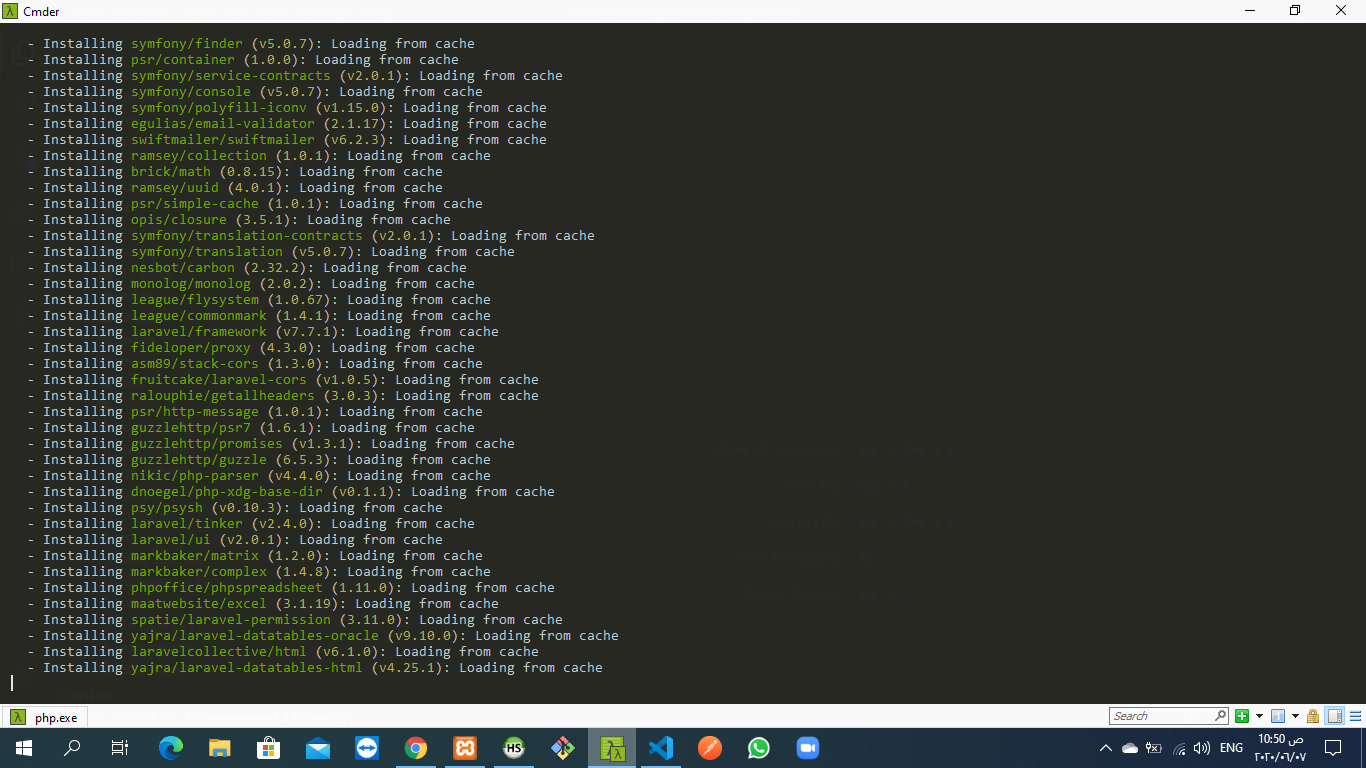 Cmder
- Installing symfony/finder (v5.0.7): Loading from cache
- Installing psr/container (1.0.0): Loading from cache
- Installing symfony/service-contracts (v2.0.1): Loading from cache
- Installing symfony/console (v5.0.7): Loading from cache
- Installing symfony/polyfill-iconv (v1.15.0): Loading from cache
- Installing egulias/email-validator (2.1.17): Loading from cache
- Installing swiftmailer/swiftmailer (v6.2.3): Loading from cache
- Installing ramsey/collection (1.0.1): Loading from cache
- Installing brick/math (0.8.15): Loading from cache
- Installing ramsey/uuid (4.0.1): Loading from cache
- Installing psr/simple-cache (1.0.1): Loading from cache
- Installing opis/closure (3.5.1): Loading from cache
- Installing symfony/translation-contracts (v2.0.1): Loading from cache
- Installing symfony/translation (v5.0.7): Loading from cache
- Installing nesbot/carbon (2.32.2): Loading from cache
- Installing monolog/monolog (2.0.2): Loading from cache
- Installing league/flysystem (1.0.67): Loading from cache
- Installing league/commonmark (1.4.1): Loading from cache
- Installing laravel/framework (v7.7.1): Loading from cache
- Installing fideloper/proxy (4.3.0): Loading from cache
- Installing asm89/stack-cors (1.3.0): Loading from cache
- Installing fruitcake/laravel-cors (v1.0.5): Loading from cache
- Installing ralouphie/getallheaders (3.0.3): Loading from cache
- Installing psr/http-message (1.0.1): Loading from cache
- Installing guzzlehttp/psr7 (1.6.1): Loading from cache
- Installing guzzlehttp/promises (v1.3.1): Loading from cache
- Installing guzzlehttp/guzzle (6.5.3): Loading from cache
- Installing nikic/php-parser (v4.4.0): Loading from cache
- Installing dnoegel/php-xdg-base-dir (v0.1.1): Loading from cache
- Installing psy/psysh (v0.10.3): Loading from cache
- Installing laravel/tinker (v2.4.0): Loading from cache
- Installing laravel/ui (v2.0.1): Loading from cache
- Installing markbaker/matrix (1.2.0): Loading from cache
- Installing markbaker/complex (1.4.8): Loading from cache
- Installing phpoffice/phpspreadsheet (1.11.0): Loading from cache
- Installing maatwebsite/excel (3.1.19): Loading from cache
- Installing spatie/laravel-permission (3.11.0): Loading from cache
- Installing yajra/laravel-datatables-oracle (v9.10.0): Loading from cache
- Installing laravelcollective/html (v6.1.0): Loading from cache
- Installing yajra/laravel-datatables-html (v4.25.1): Loading from cache
php.exe
Search
HS
ENG
10:50 ص
٢٠٢٠/٠٦/٠٧